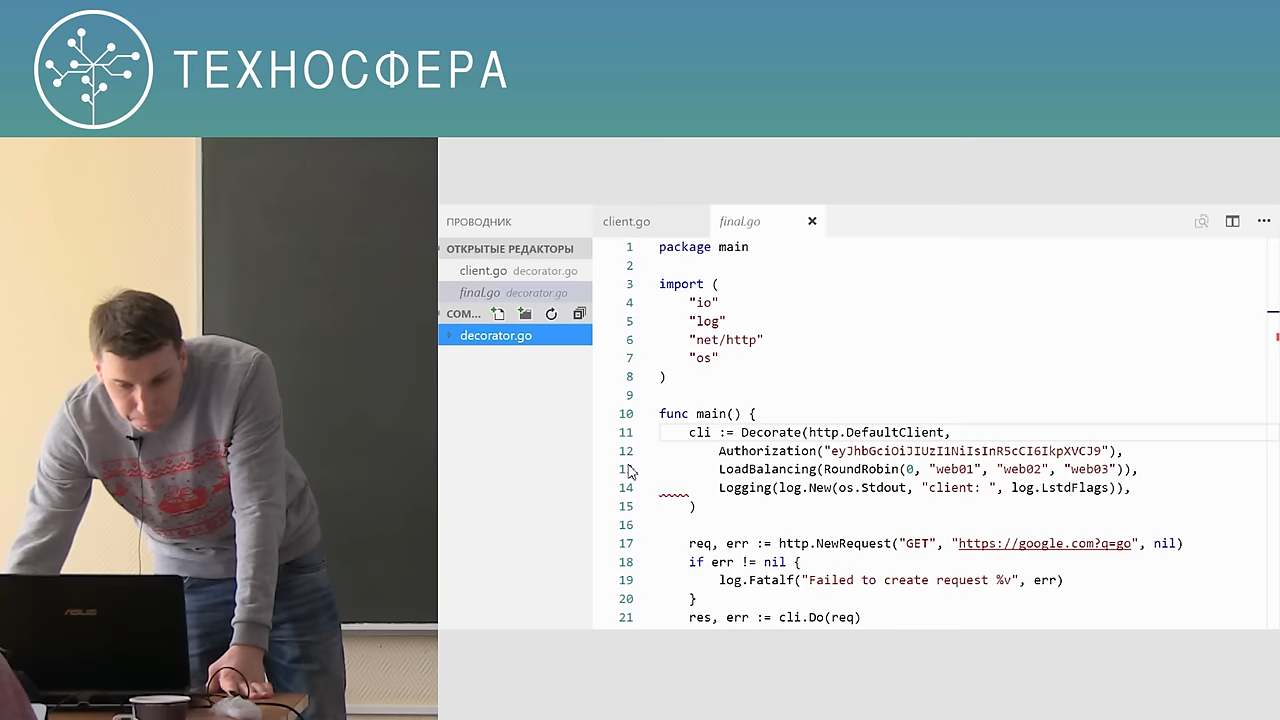 ТЕХНОСФЕРА
ПРОВОДНИК
ОТКРЫТЫЕ РЕДАКТОРЫ
client.go decorator.go
final.go decorator.go
COM...
decorator.go
client.go
final.go
1 package main
2
3 import (
4 "io"
5 "log"
6 "net/http"
7 "os"
8 )
9
10 func main() {
11 cli := Decorate(http.DefaultClient,
12 Authorization("eyJhbGciOiJIUzI1NiIsInR5cCI6IkpXVCJ9"),
LoadBalancing(RoundRobin(0, "web01", "web02", "web03")),
14 Logging(log.New(os.Stdout, "client: ", log.LstdFlags)),
15 )
16
17 req, err := http.NewRequest("GET", "https://google.com?q=go", nil)
18 if err != nil {
19 log.Fatalf("Failed to create request %v", err)
20 }
21 res, err := cli.Do(req)
ASUS